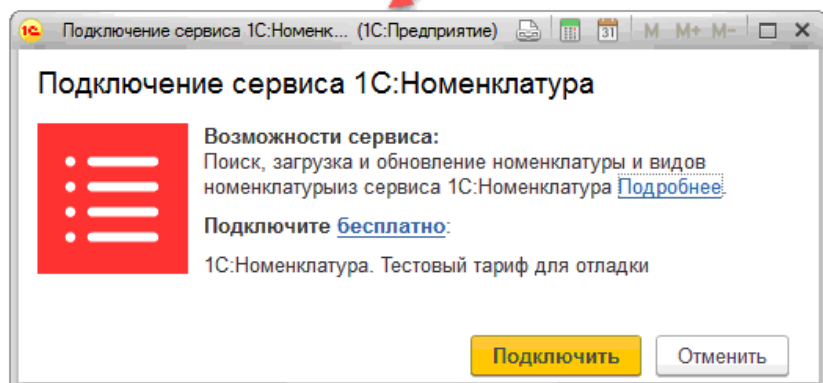 1С Подключение сервиса 1С:Номенк... (1С:Предприятие) 31 M M+ M-
Подключение сервиса 1С:Номенклатура
Возможности сервиса:
Поиск, загрузка и обновление номенклатуры и видов
номенклатурыиз сервиса 1С:Номенклатура Подробнее.
Подключите бесплатно:
1С:Номенклатура. Тестовый тариф для отладки
Подключить Отменить